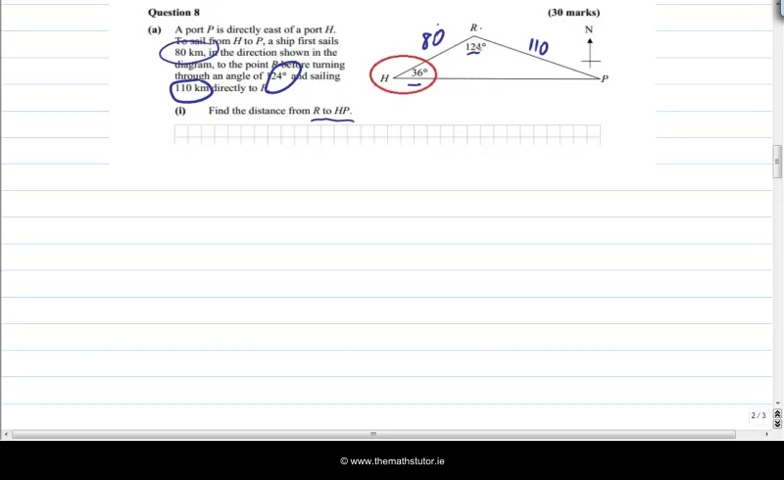 Question 8
(30 marks)
(a) A port P is directly east of a port H.
To sail from H to P, a ship first sails
80 km, in the direction shown in the
diagram, to the point R before turning
through an angle of 124° and sailing
110 km directly to P.
(i) Find the distance from R to HP.
R
N
80
110
124°
36°
H
P
2 / 3
© www.themathstutor.ie